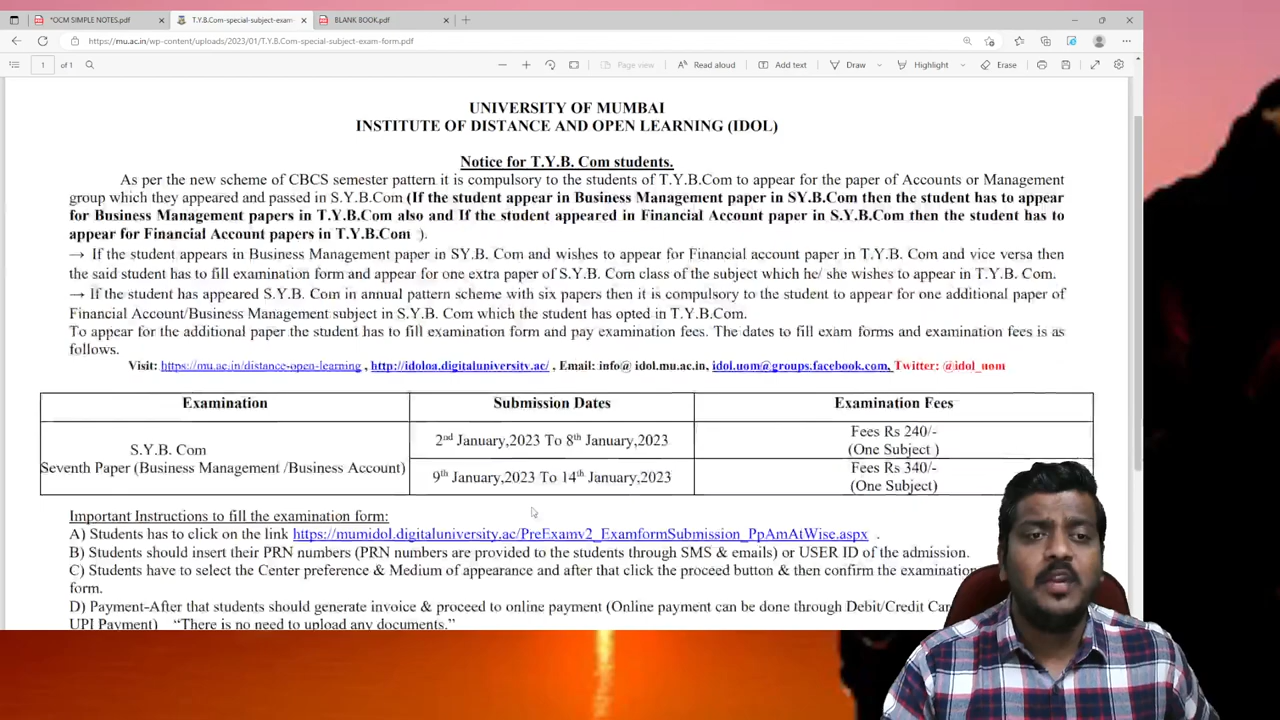 *OCM SIMPLE NOTES.pdf
T.Y.B.Com-special-subject-exam-
BLANK BOOK.pdf
https://mu.ac.in/wp-content/uploads/2023/01/T.Y.B.Com-special-subject-exam-form.pdf
1 of 1
Page view
Read aloud
Add text
Draw
Highlight
Erase
UNIVERSITY OF MUMBAI
INSTITUTE OF DISTANCE AND OPEN LEARNING (IDOL)
Notice for T.Y.B. Com students.
As per the new scheme of CBCS semester pattern it is compulsory to the students of T.Y.B.Com to appear for the paper of Accounts or Management
group which they appeared and passed in S.Y.B.Com (If the student appear in Business Management paper in SY.B.Com then the student has to appear
for Business Management papers in T.Y.B.Com also and If the student appeared in Financial Account paper in S.Y.B.Com then the student has to
appear for Financial Account papers in T.Y.B.Com ).
→ If the student appears in Business Management paper in SY.B. Com and wishes to appear for Financial account paper in T.Y.B. Com and vice versa then
the said student has to fill examination form and appear for one extra paper of S.Y.B. Com class of the subject which he/ she wishes to appear in T.Y.B. Com.
→ If the student has appeared S.Y.B. Com in annual pattern scheme with six papers then it is compulsory to the student to appear for one additional paper of
Financial Account/Business Management subject in S.Y.B. Com which the student has opted in T.Y.B.Com.
To appear for the additional paper the student has to fill examination form and pay examination fees. The dates to fill exam forms and examination fees is as
follows.
Visit: https://mu.ac.in/distance-open-learning , http://idoloa.digitaluniversity.ac/ , Email: info@ idol.mu.ac.in, idol.uom@groups.facebook.com, Twitter: @idol_uom
Examination
Submission Dates
Examination Fees
S.Y.B. Com
Seventh Paper (Business Management /Business Account)
2nd January,2023 To 8th January,2023
Fees Rs 240/-
(One Subject )
9th January,2023 To 14th January,2023
Fees Rs 340/-
(One Subject)
Important Instructions to fill the examination form:
A) Students has to click on the link https://mumidol.digitaluniversity.ac/PreExamv2_ExamformSubmission_PpAmAtWise.aspx .
B) Students should insert their PRN numbers (PRN numbers are provided to the students through SMS & emails) or USER ID of the admission.
C) Students have to select the Center preference & Medium of appearance and after that click the proceed button & then confirm the examination
form.
D) Payment-After that students should generate invoice & proceed to online payment (Online payment can be done through Debit/Credit
UPI Payment) “There is no need to upload any documents.”